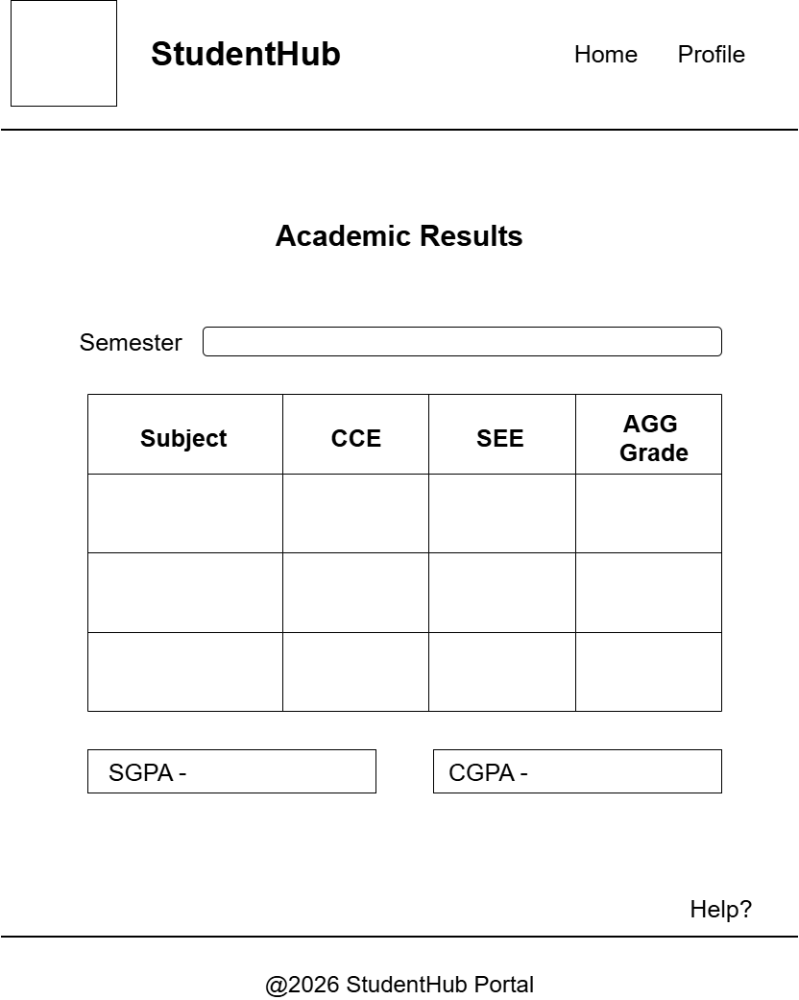 StudentHub
Home Profile
Academic Results
Semester
Subject CCE SEE AGG Grade
SGPA -
CGPA -
Help?
@2026 StudentHub Portal